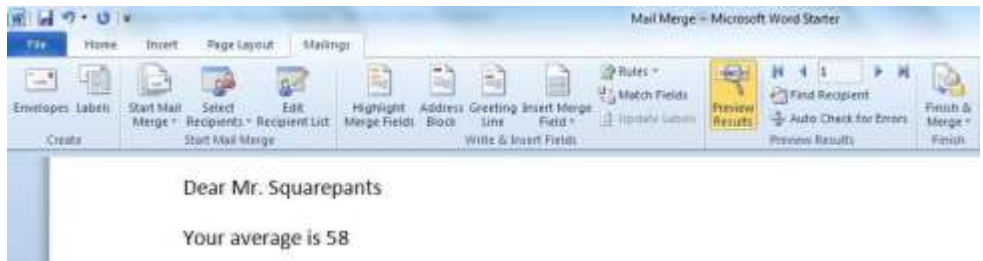 Mail Merge - Microsoft Word Starter
File Home Insert Page Layout Mailings
Envelopes Labels Start Mail Merge Select Recipients Edit Recipient List Highlight Merge Fields Address Block Greeting Line Insert Merge Field Rules Match Fields Update Labels Preview Results 1 Find Recipient Auto Check for Errors Finish & Merge
Create Start Mail Merge Write & Insert Fields Preview Results Finish
Dear Mr. Squarepants
Your average is 58